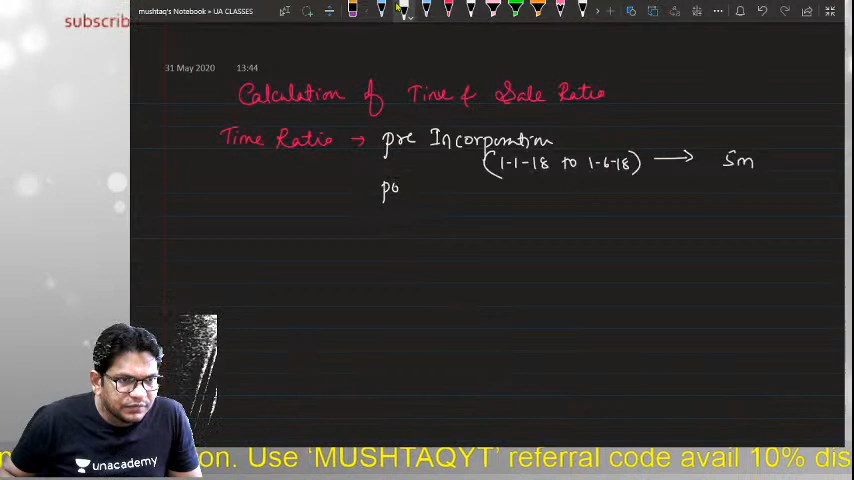 subscrib
mushtaq's Notebook » UA CLASSES
31 May 2020 13:44
Calculation of Time & Sale Ratio
Time Ratio → pre Incorporation
(1-1-18 to 1-6-18) → 5m
po
unacademy
on. Use 'MUSHTAQYT' referral code avail 10% dis